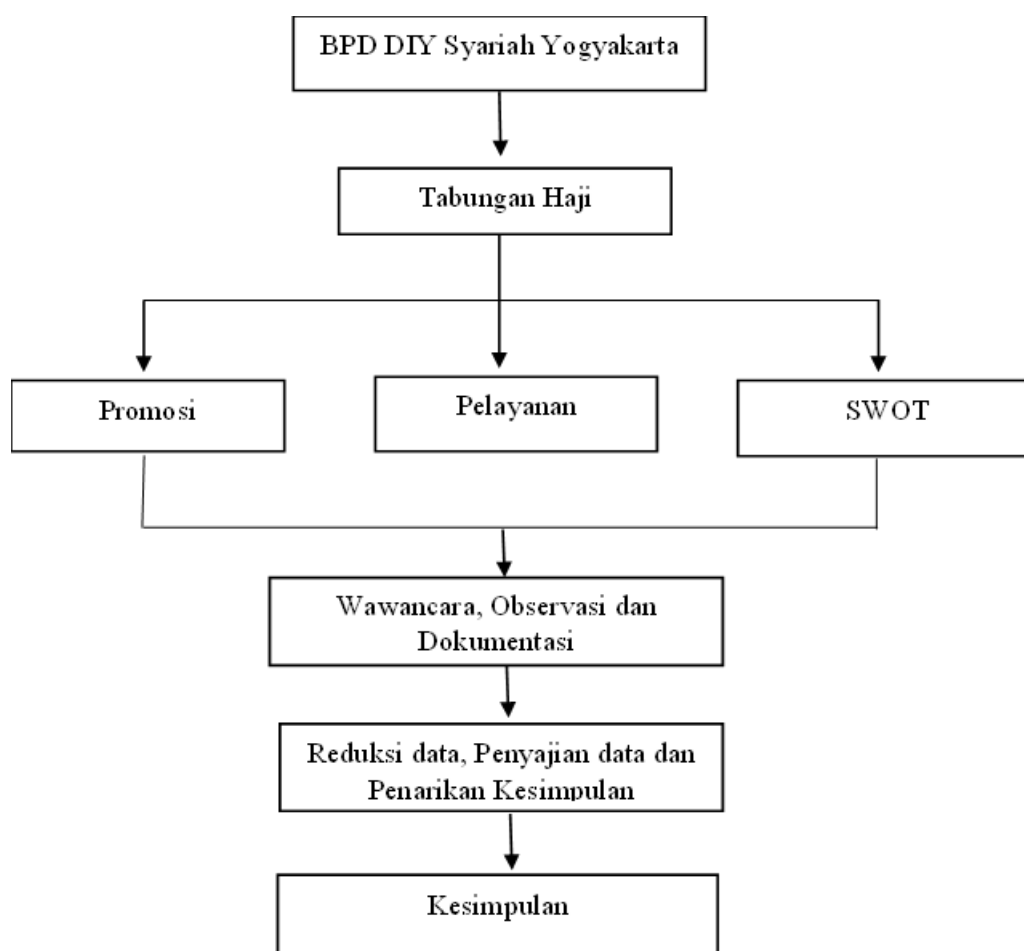 BPD DIY Syariah Yogyakarta
Tabungan Haji
Promosi
Pelayanan
SWOT
Wawancara, Observasi dan
Dokumentasi
Reduksi data, Penyajian data dan
Penarikan Kesimpulan
Kesimpulan